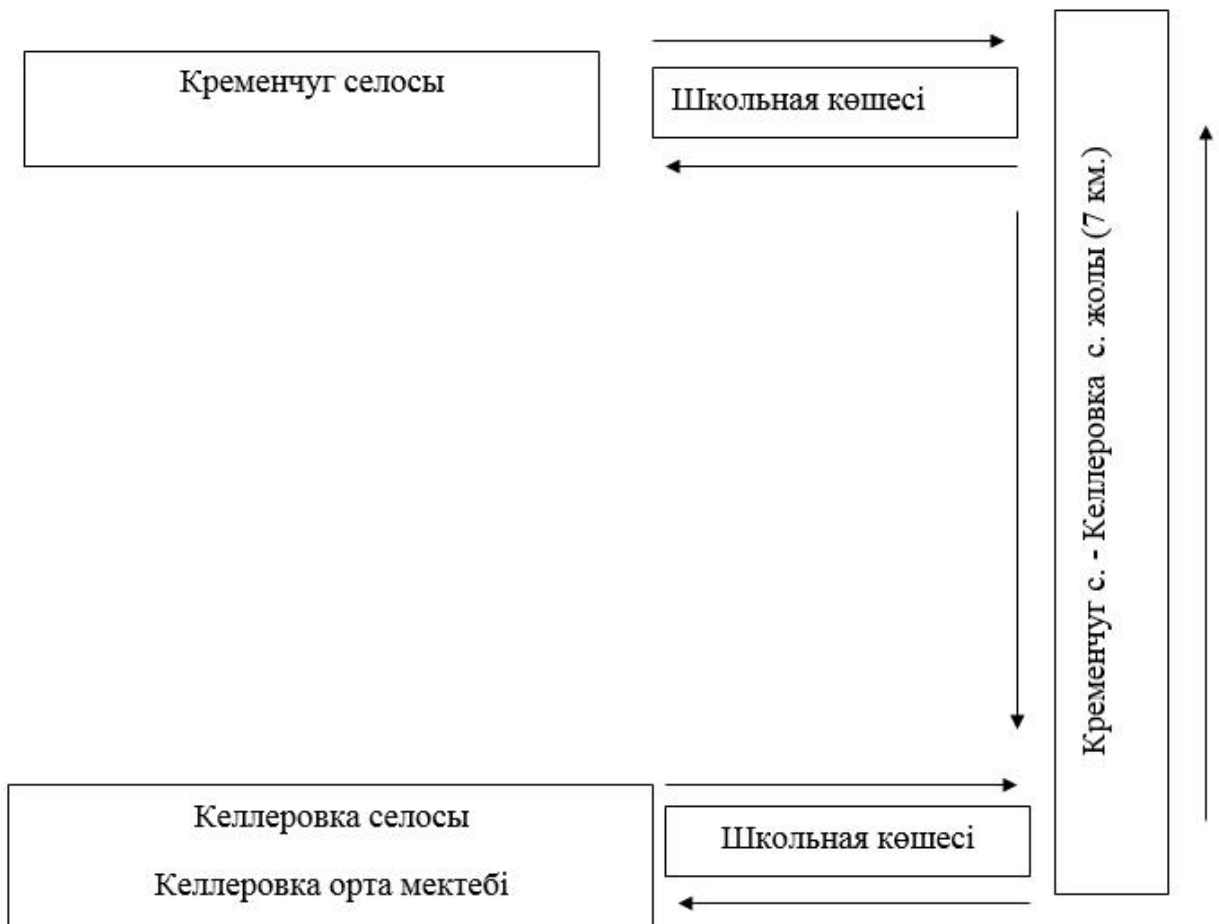 Кременчуг селосы
Школьная көшесі
Кременчуг с. - Келлеровка с. жолы (7 км.)
Келлеровка селосы
Келлеровка орта мектебі
Школьная көшесі